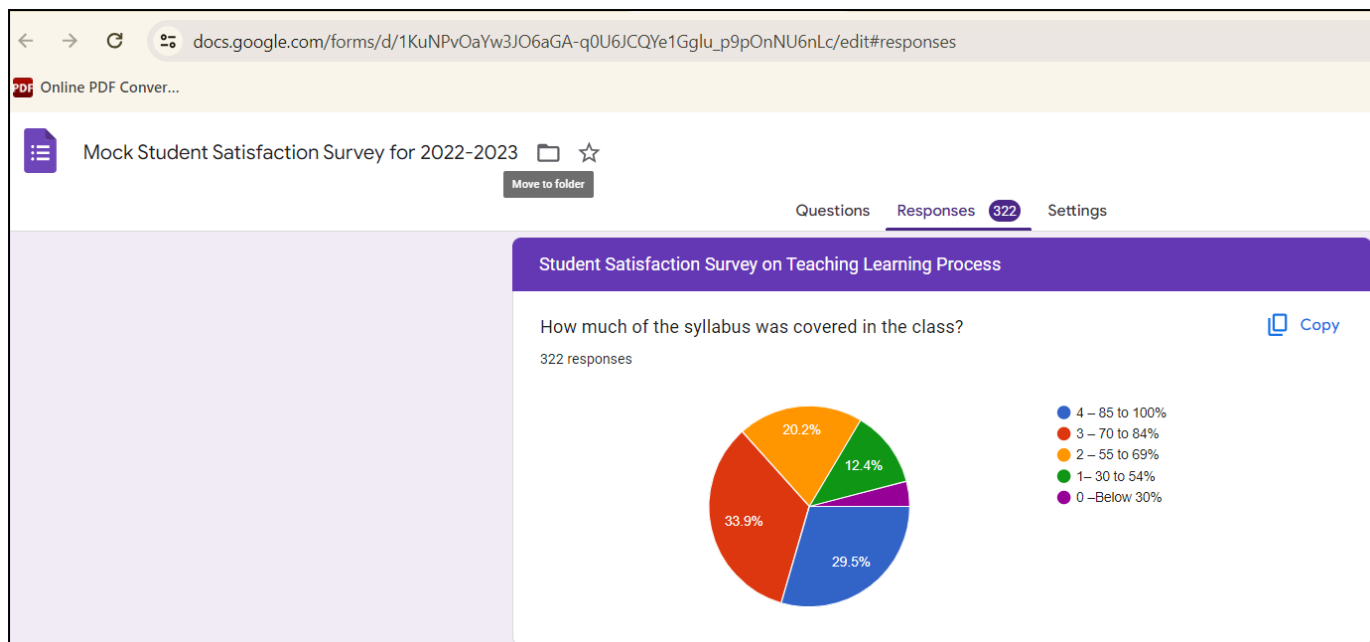 docs.google.com/forms/d/1KuNPvOaYw3JO6aGA-q0U6JCQYe1Gglu_p9pOnNU6nLc/edit#responses
PDF Online PDF Conver...
Mock Student Satisfaction Survey for 2022-2023
Move to folder
Questions Responses 322 Settings
Student Satisfaction Survey on Teaching Learning Process
How much of the syllabus was covered in the class?
Copy
322 responses
4 – 85 to 100%
3 – 70 to 84%
2 – 55 to 69%
1– 30 to 54%
0 –Below 30%
20.2%
12.4%
33.9%
29.5%